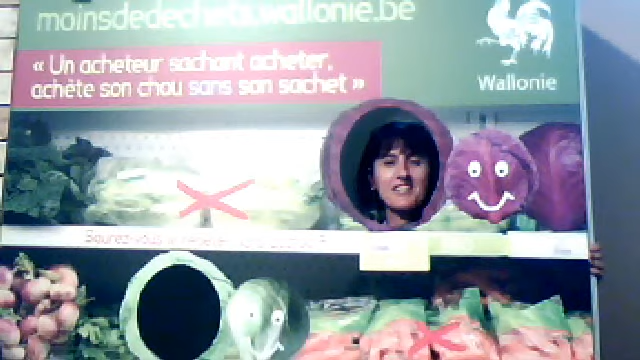 moinsdedechets.wallonie.be
« Un acheteur sachant acheter,
achète son chou sans son sachet »
Wallonie